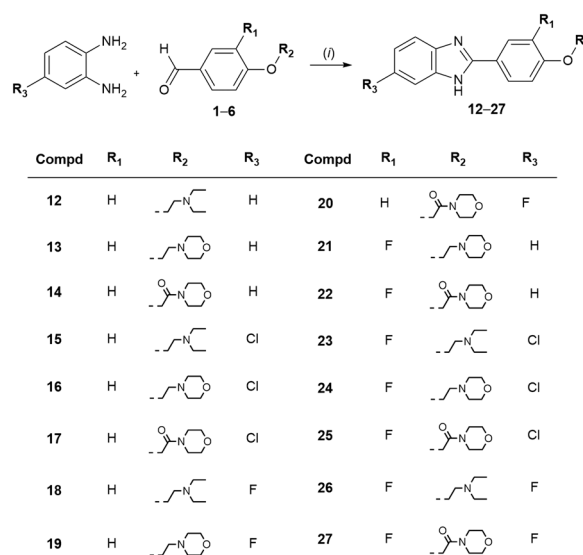 R₁
NH₂
R₂
(i)
R₁
R
N
O
R₃
NH₂
+
O
R₃
N
H
O
1–6
12–27
Compd R₁ R₂ R₃ Compd R₁ R₂ R₃
12 H N H 20 H O N O F
13 H N O H 21 F N O H
14 H O N O H 22 F O N O H
15 H N Cl 23 F N Cl
16 H N O Cl 24 F N O Cl
17 H O N O Cl 25 F O N O Cl
18 H N F 26 F N F
19 H N O F 27 F O N O F